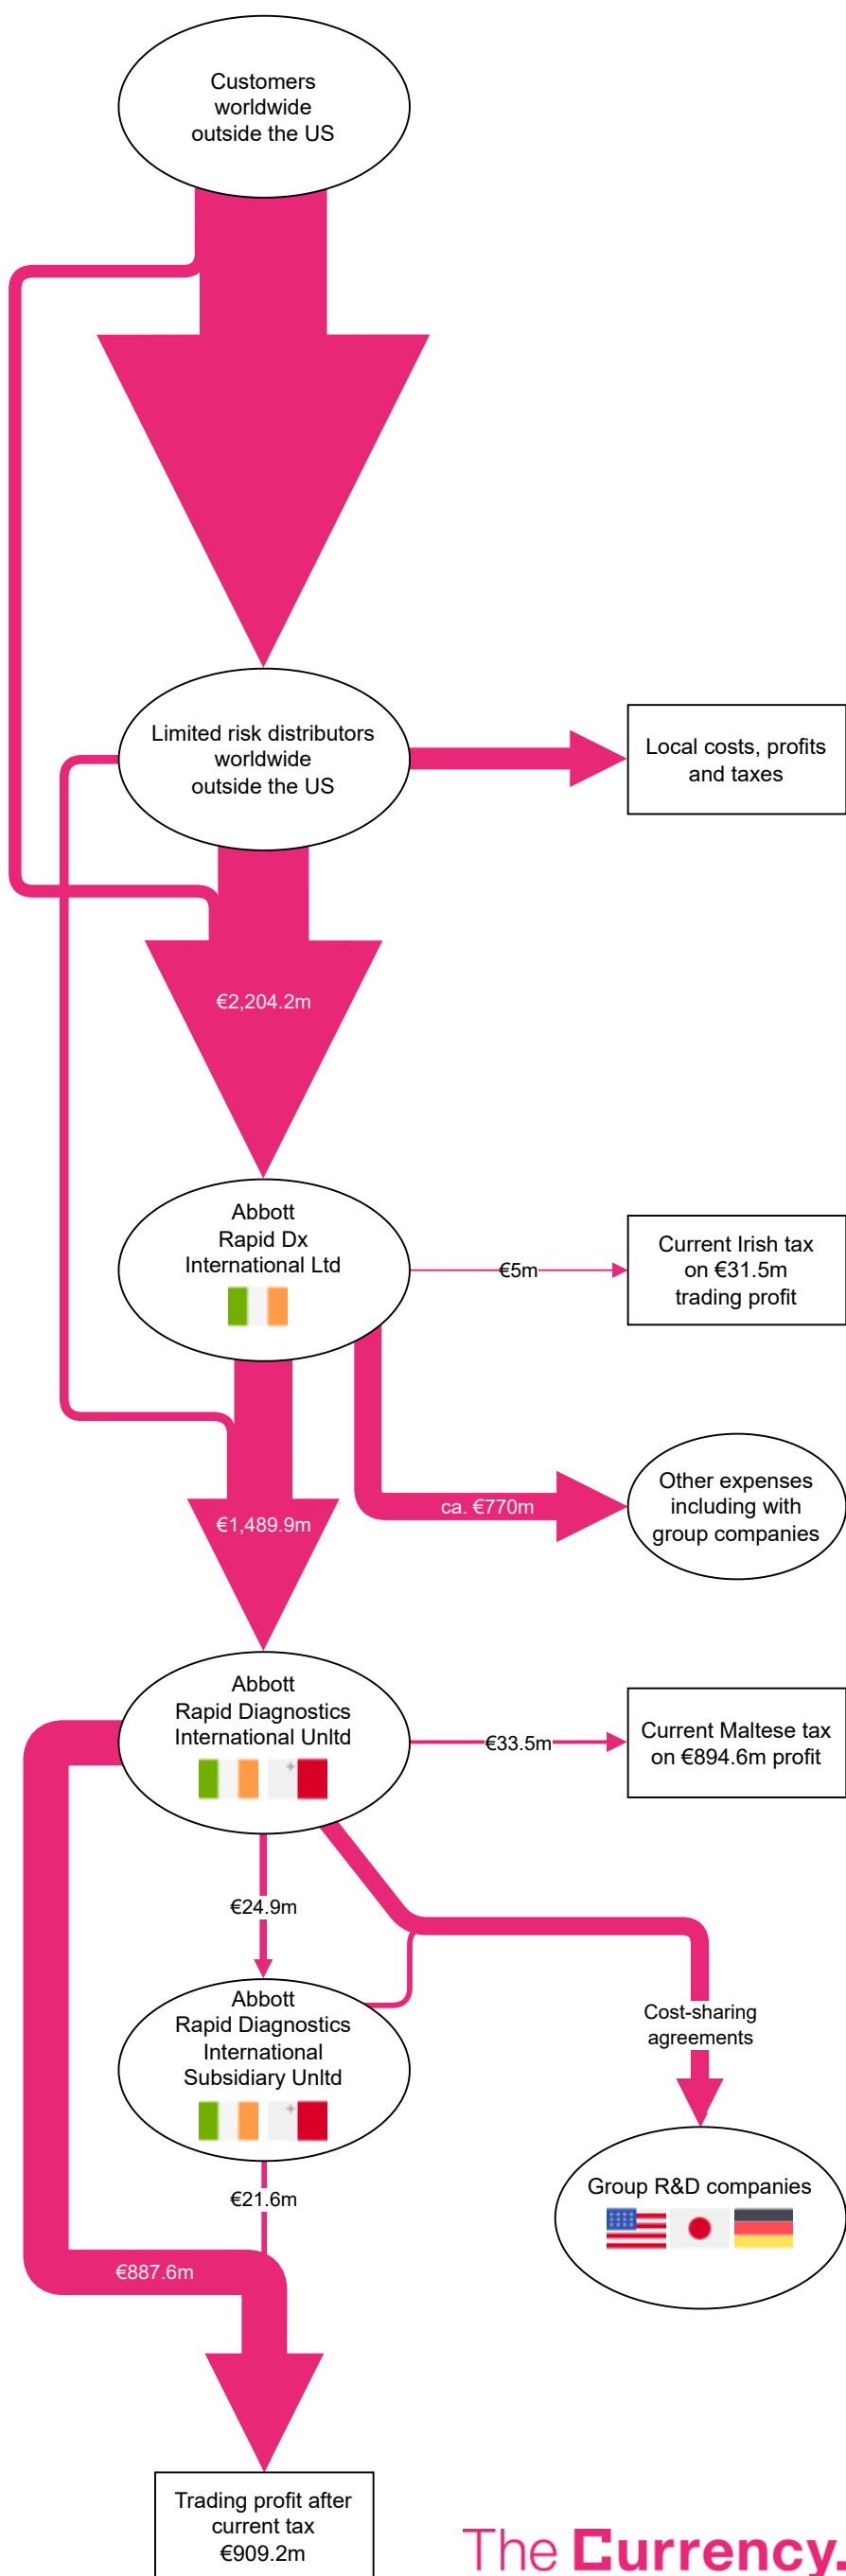 Customers
worldwide
outside the US
Limited risk distributors
worldwide
outside the US
Local costs, profits
and taxes
€2,204.2m
Abbott
Rapid Dx
International Ltd
€5m
Current Irish tax
on €31.5m
trading profit
Other expenses
including with
group companies
ca. €770m
€1,489.9m
Abbott
Rapid Diagnostics
International Unltd
€33.5m
Current Maltese tax
on €894.6m profit
€24.9m
Abbott
Rapid Diagnostics
International
Subsidiary Unltd
Cost-sharing
agreements
€21.6m
Group R&D companies
€887.6m
Trading profit after
current tax
€909.2m
The Currency.